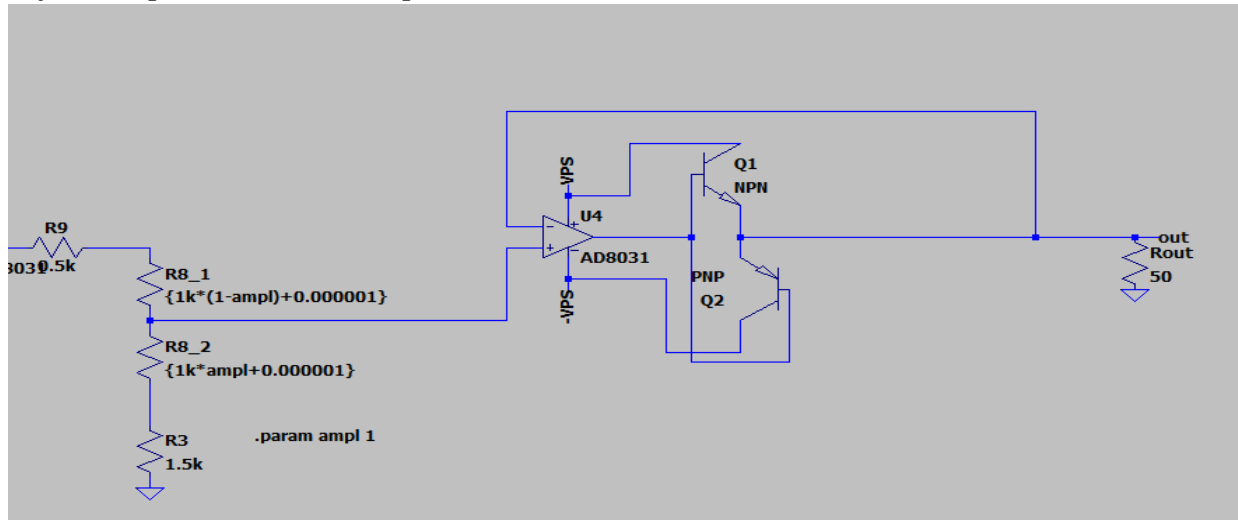 R9
8031
0.5k
R8_1
{1k*(1-ampl)+0.000001}
R8_2
{1k*ampl+0.000001}
R3
1.5k
.param ampl 1
VPS
U4
AD8031
-VPS
Q1
NPN
PNP
Q2
out
Rout
50